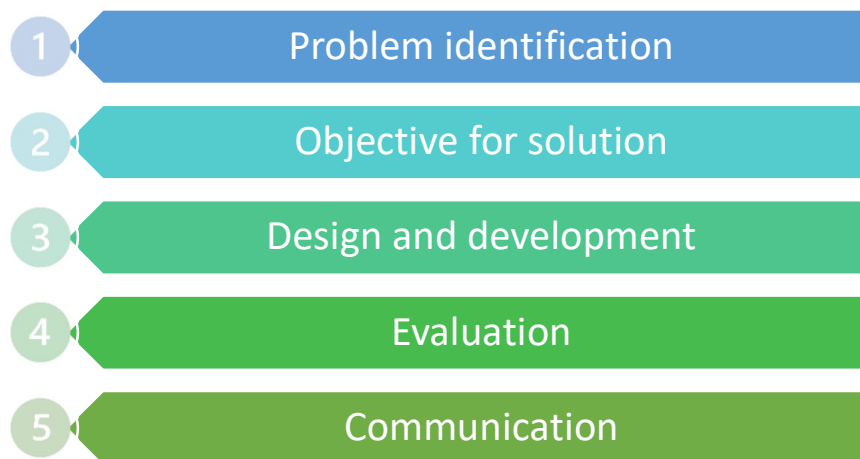 1 Problem identification
2 Objective for solution
3 Design and development
4 Evaluation
5 Communication